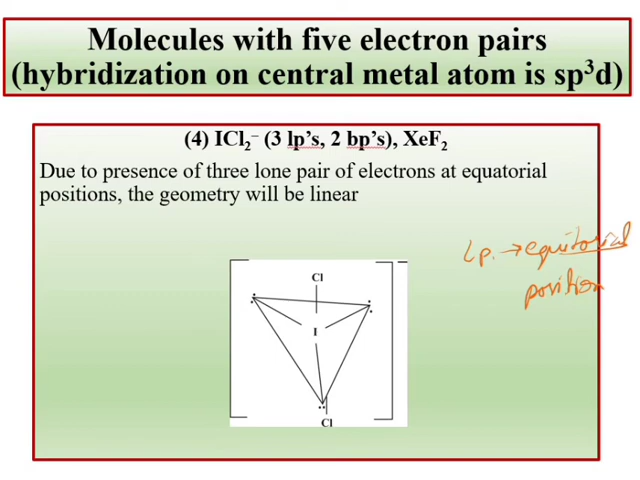 Molecules with five electron pairs
(hybridization on central metal atom is sp³d)
(4) ICl₂⁻ (3 lp's, 2 bp's), XeF₂
Due to presence of three lone pair of electrons at equatorial
positions, the geometry will be linear
lp. → equitorial
position
Cl
I
Cl